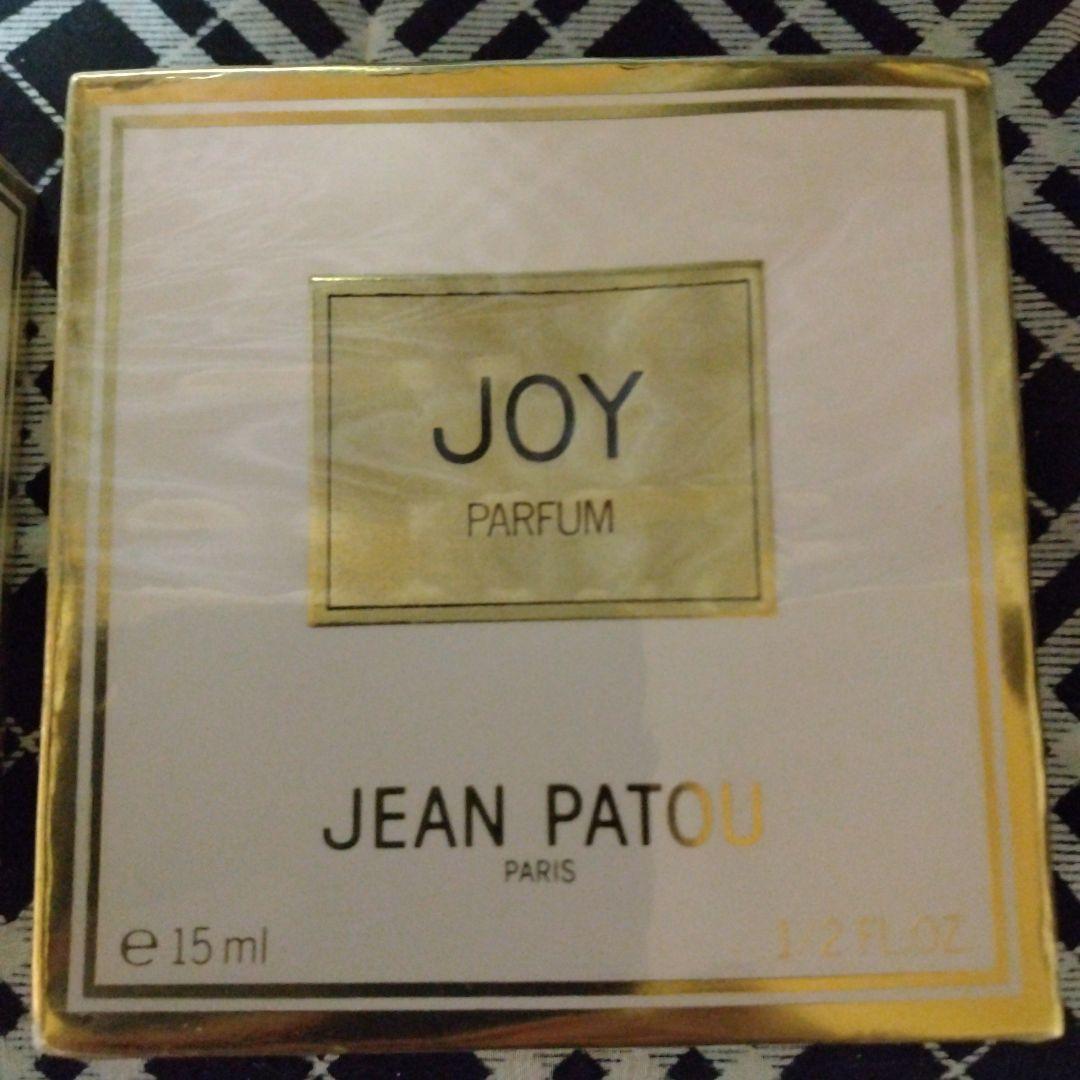 JOY
PARFUM
JEAN PATOU
PARIS
e 15 ml
1/2 FL.OZ